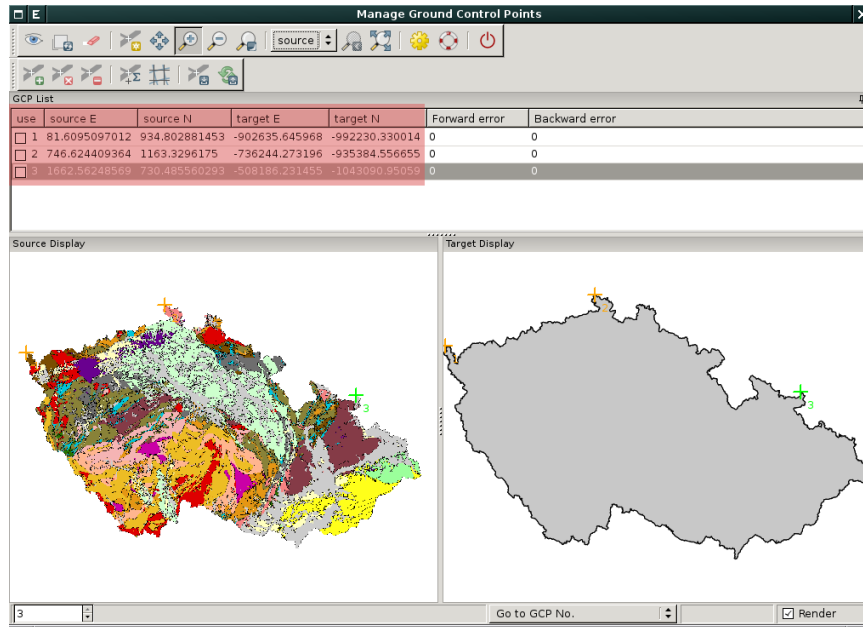 Manage Ground Control Points
source
GCP List
use source E source N target E target N Forward error Backward error
1 81.6095097012 934.802881453 -902635.645968 -992230.330014 0 0
2 746.624409364 1163.3296175 -736244.273196 -935384.556655 0 0
3 1662.56248569 730.485560293 -508186.231455 -1043090.95059 0 0
Source Display Target Display
3
3
3 Go to GCP No. Render